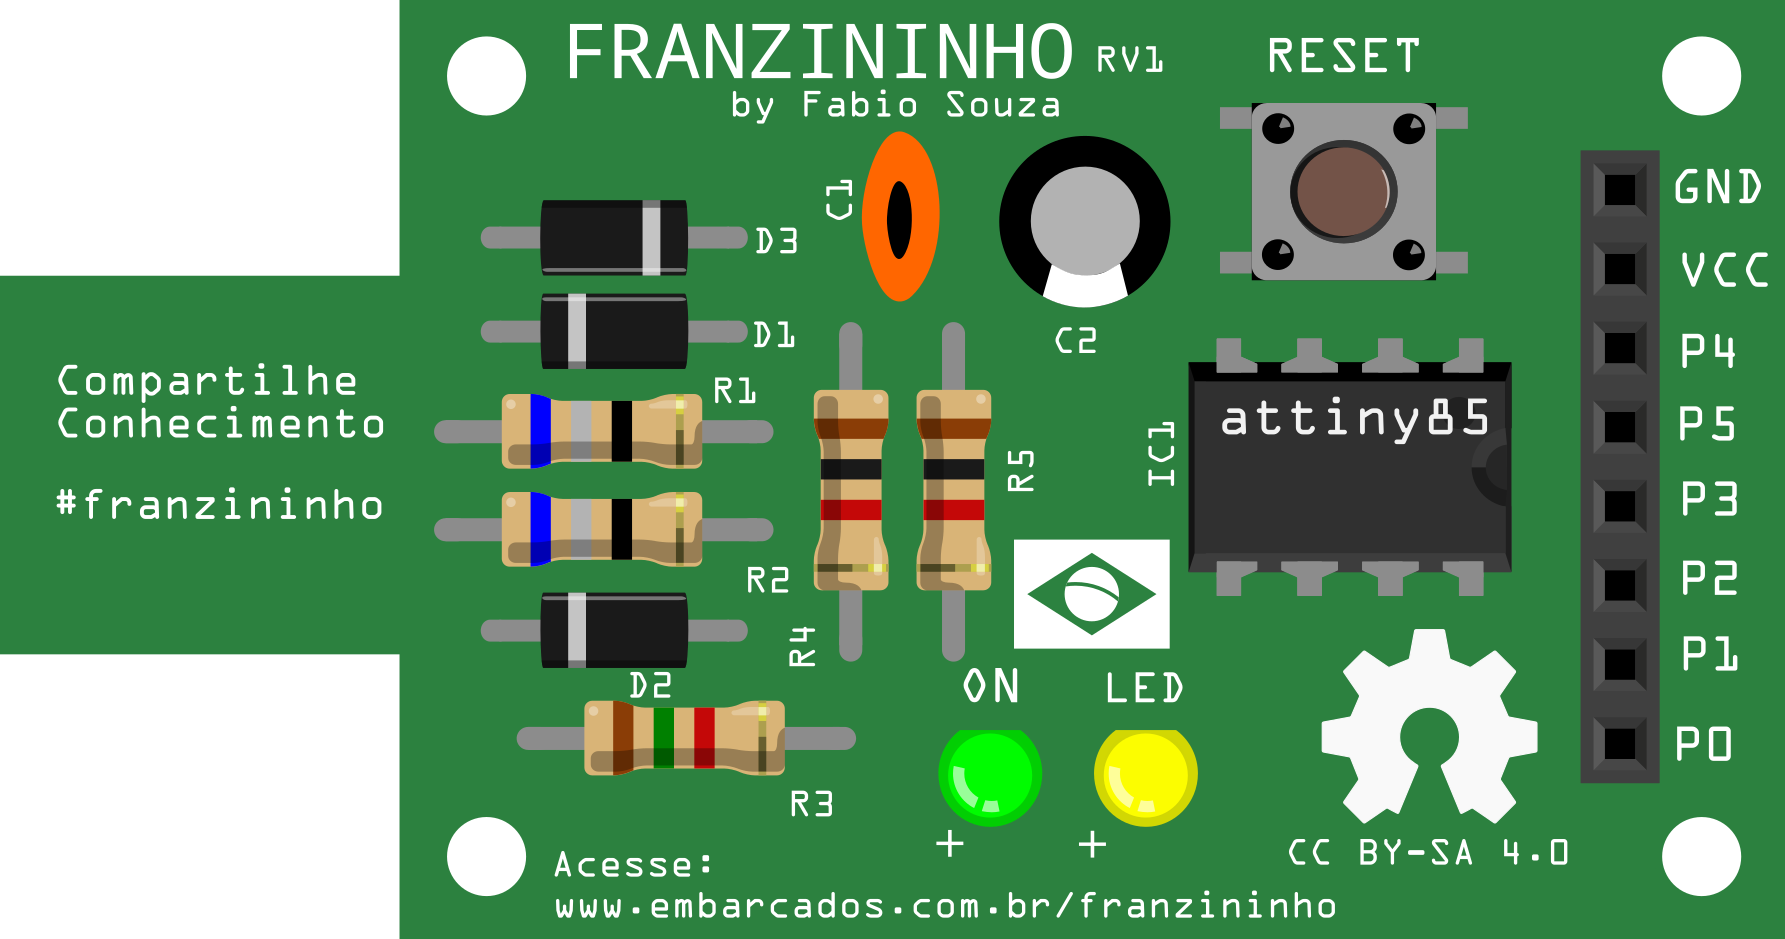 FRANZININHO RV1
by Fabio Souza
RESET
C1
D3
D1
C2
R1
GND
VCC
P4
P5
P3
P2
P1
P0
Compartilhe
Conhecimento
#franzininho
attiny85
IC1
R5
R2
R4
D2
ON
LED
R3
+
+
CC BY-SA 4.0
Acesse:
www.embarcados.com.br/franzininho